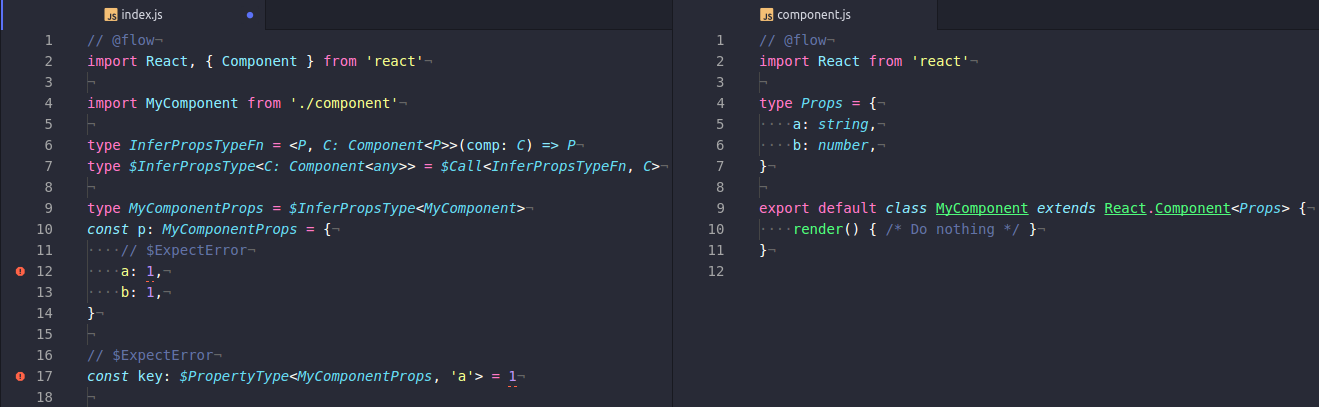 JS index.js
1 // @flow¬
2 import React, { Component } from 'react'¬
3 ¬
4 import MyComponent from './component'¬
5 ¬
6 type InferPropsTypeFn = <P, C: Component<P>>(comp: C) => P
7 type $InferPropsType<C: Component<any>> = $Call<InferPropsTypeFn, C>¬
8 ¬
9 type MyComponentProps = $InferPropsType<MyComponent>¬
10 const p: MyComponentProps = {¬
11 ····// $ExpectError¬
12 ····a: 1,¬
13 ····b: 1,¬
14 }¬
15 ¬
16 // $ExpectError¬
17 const key: $PropertyType<MyComponentProps, 'a'> = 1¬
18 ¬
JS component.js
1 // @flow¬
2 import React from 'react'¬
3 ¬
4 type Props = {¬
5 ····a: string,¬
6 ····b: number,¬
7 }¬
8 ¬
9 export default class MyComponent extends React.Component<Props> {¬
10 ····render() { /* Do nothing */ }¬
11 }¬
12